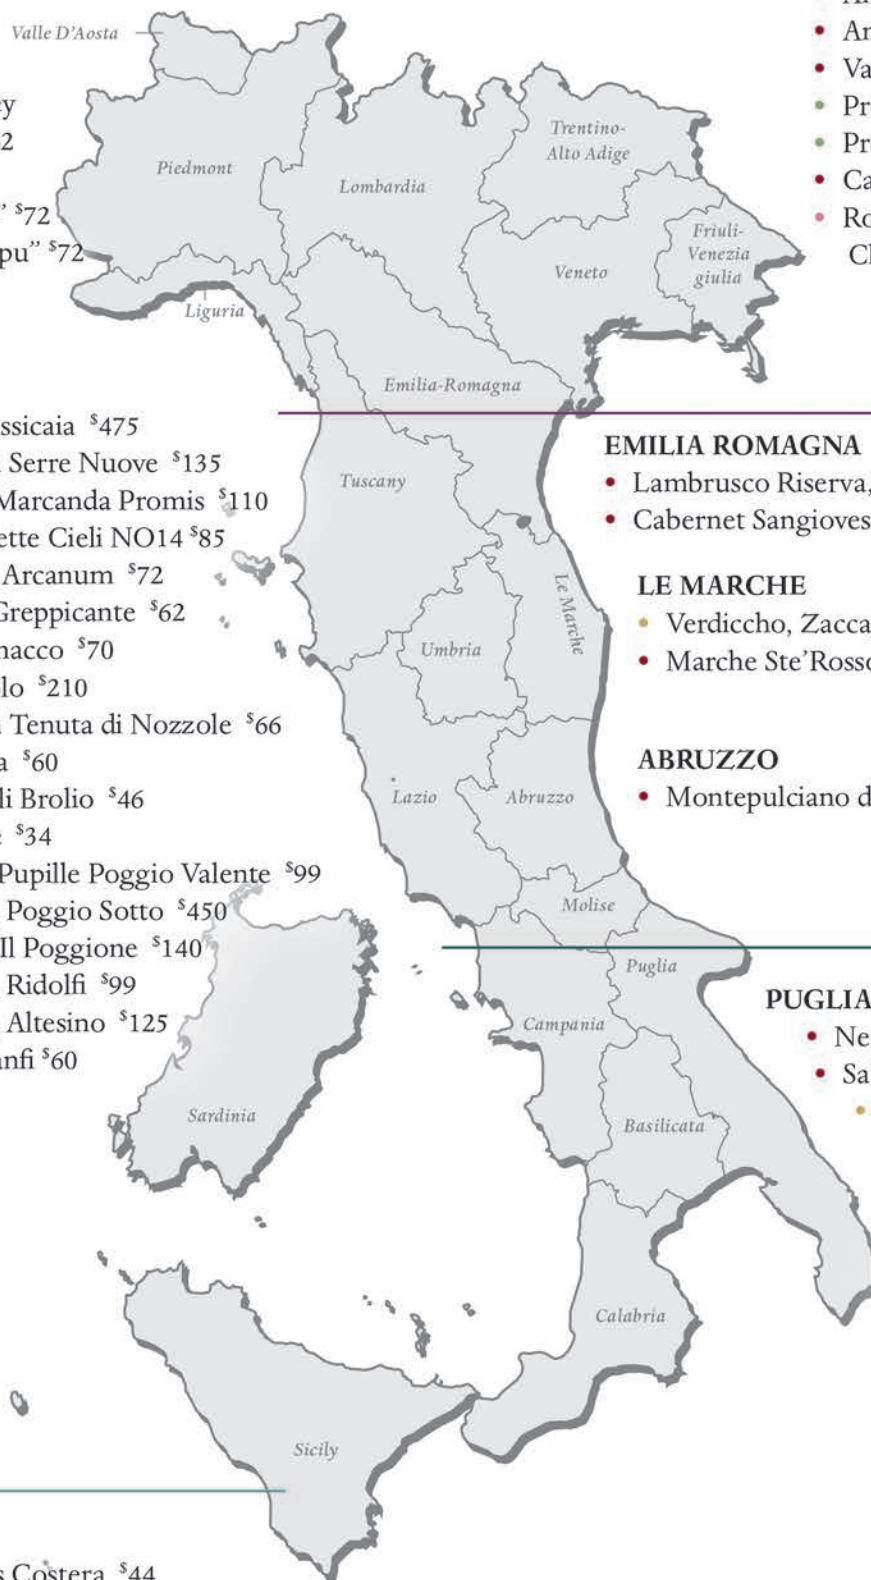 Valle D'Aosta
Piedmont
Lombardia
Trentino-
Alto Adige
Friuli-
Venezia
giulia
Veneto
Liguria
Emilia-Romagna
Tuscany
Le Marche
Umbria
Lazio
Abruzzo
Molise
Puglia
Campania
Basilicata
Sardinia
Calabria
Sicily
ey
2
” $72
pu” $72
ssicaia $475
Serre Nuove $135
Marcanda Promis $110
ette Cieli NO14 $85
Arcanum $72
Greppicante $62
nacco $70
lo $210
Tenuta di Nozzole $66
a $60
li Brolio $46
$34
Pupille Poggio Valente $99
Poggio Sotto $450
Il Poggione $140
Ridolfi $99
Altesino $125
anfi $60
s Costera $44
• Va
• Pr
• Pr
• Ca
• Ro
EMILIA ROMAGNA
• Lambrusco Riserva,
• Cabernet Sangioves
LE MARCHE
• Verdiccho, Zacca
• Marche Ste'Rosso
ABRUZZO
• Montepulciano d
PUGLIA
• Ne
• Sa